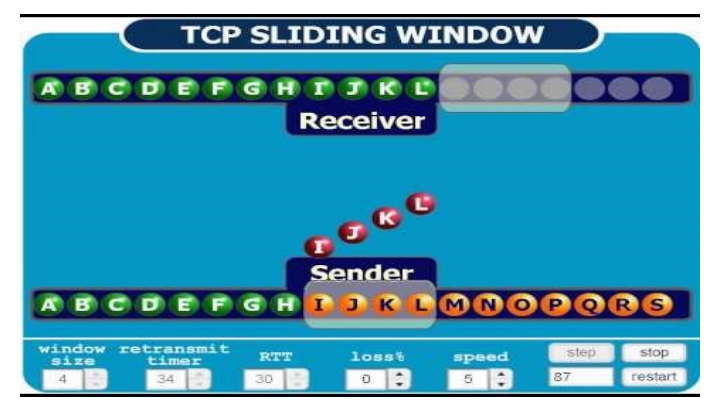 TCP SLIDING WINDOW
A B C D E F G H I J K L
Receiver
L
K
J
I
Sender
A B C D E F G H I J K L M N O P Q R S
window size retransmit timer RTT loss% speed step stop
4 34 30 0 5 87 restart